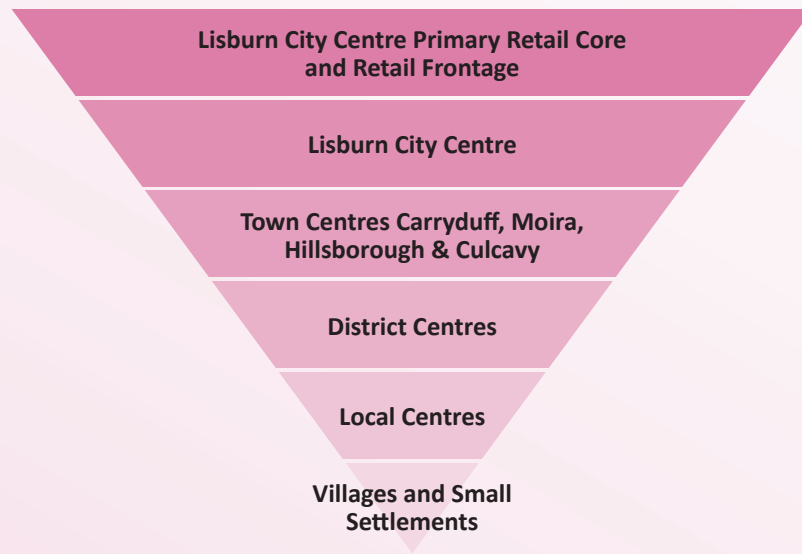 Lisburn City Centre Primary Retail Core
and Retail Frontage
Lisburn City Centre
Town Centres Carryduff, Moira,
Hillsborough & Culcavy
District Centres
Local Centres
Villages and Small
Settlements